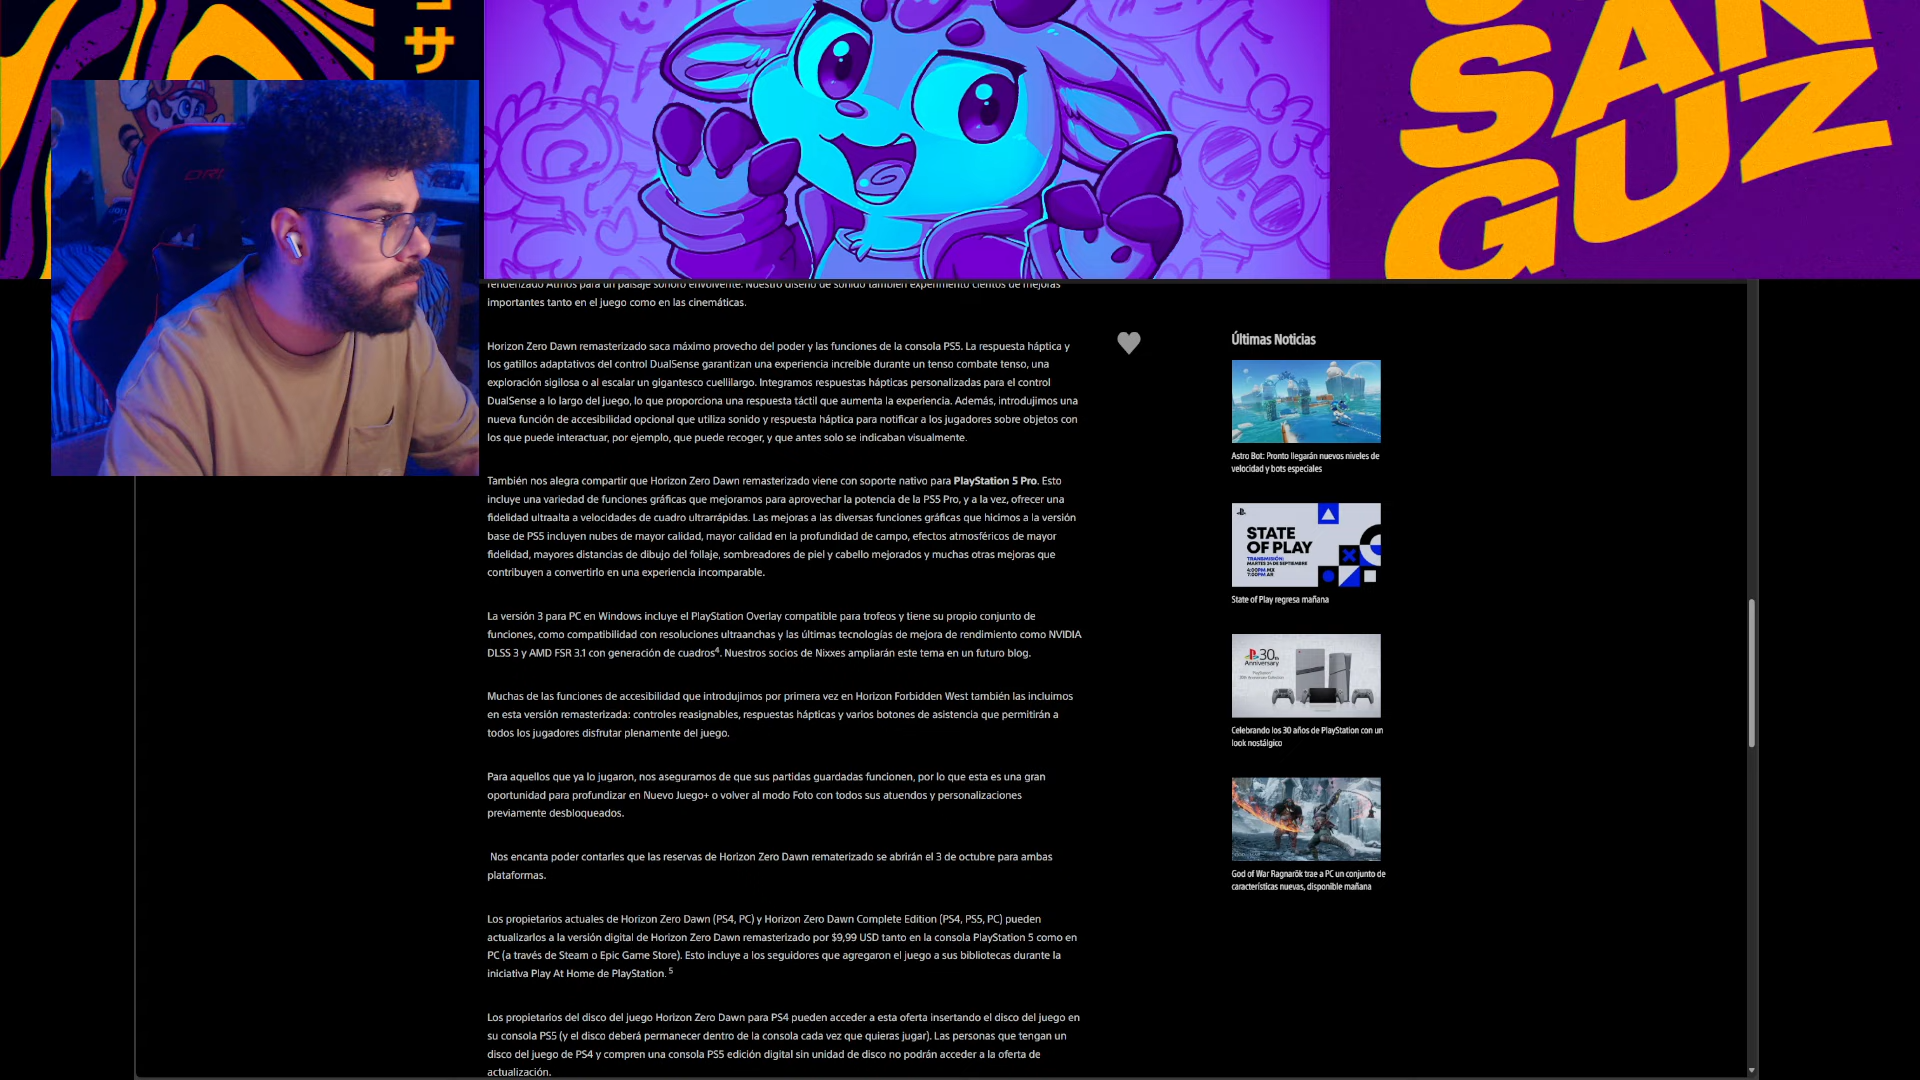 サ
SAN
GUZ
renderizado Atmos para un paisaje sonoro envolvente. Nuestro diseño de sonido también experimentó cientos de mejoras
importantes tanto en el juego como en las cinemáticas.
Horizon Zero Dawn remasterizado saca máximo provecho del poder y las funciones de la consola PS5. La respuesta háptica y
los gatillos adaptativos del control DualSense garantizan una experiencia increíble durante un tenso combate tenso, una
exploración sigilosa o al escalar un gigantesco cuellilargo. Integramos respuestas hápticas personalizadas para el control
DualSense a lo largo del juego, lo que proporciona una respuesta táctil que aumenta la experiencia. Además, introdujimos una
nueva función de accesibilidad opcional que utiliza sonido y respuesta háptica para notificar a los jugadores sobre objetos con
los que puede interactuar, por ejemplo, que puede recoger, y que antes solo se indicaban visualmente.
También nos alegra compartir que Horizon Zero Dawn remasterizado viene con soporte nativo para PlayStation 5 Pro. Esto
incluye una variedad de funciones gráficas que mejoramos para aprovechar la potencia de la PS5 Pro, y a la vez, ofrecer una
fidelidad ultraalta a velocidades de cuadro ultrarrápidas. Las mejoras a las diversas funciones gráficas que hicimos a la versión
base de PS5 incluyen nubes de mayor calidad, mayor calidad en la profundidad de campo, efectos atmosféricos de mayor
fidelidad, mayores distancias de dibujo del follaje, sombreadores de piel y cabello mejorados y muchas otras mejoras que
contribuyen a convertirlo en una experiencia incomparable.
La versión 3 para PC en Windows incluye el PlayStation Overlay compatible para trofeos y tiene su propio conjunto de
funciones, como compatibilidad con resoluciones ultraanchas y las últimas tecnologías de mejora de rendimiento como NVIDIA
DLSS 3 y AMD FSR 3.1 con generación de cuadros⁴. Nuestros socios de Nixxes ampliarán este tema en un futuro blog.
Muchas de las funciones de accesibilidad que introdujimos por primera vez en Horizon Forbidden West también las incluimos
en esta versión remasterizada: controles reasignables, respuestas hápticas y varios botones de asistencia que permitirán a
todos los jugadores disfrutar plenamente del juego.
Para aquellos que ya lo jugaron, nos aseguramos de que sus partidas guardadas funcionen, por lo que esta es una gran
oportunidad para profundizar en Nuevo Juego+ o volver al modo Foto con todos sus atuendos y personalizaciones
previamente desbloqueados.
Nos encanta poder contarles que las reservas de Horizon Zero Dawn rematerizado se abrirán el 3 de octubre para ambas
plataformas.
Los propietarios actuales de Horizon Zero Dawn (PS4, PC) y Horizon Zero Dawn Complete Edition (PS4, PS5, PC) pueden
actualizarlos a la versión digital de Horizon Zero Dawn remasterizado por $9,99 USD tanto en la consola PlayStation 5 como en
PC (a través de Steam o Epic Game Store). Esto incluye a los seguidores que agregaron el juego a sus bibliotecas durante la
iniciativa Play At Home de PlayStation. ⁵
Los propietarios del disco del juego Horizon Zero Dawn para PS4 pueden acceder a esta oferta insertando el disco del juego en
su consola PS5 (y el disco deberá permanecer dentro de la consola cada vez que quieras jugar). Las personas que tengan un
disco del juego de PS4 y compren una consola PS5 edición digital sin unidad de disco no podrán acceder a la oferta de
actualización.
Últimas Noticias
Astro Bot: Pronto llegarán nuevos niveles de
velocidad y bots especiales
STATE
OF PLAY
TRANSMISIÓN:
MARTES 24 DE SEPTIEMBRE
4:00PM MX
7:00PM AR
State of Play regresa mañana
30th
Anniversary
Celebrando los 30 años de PlayStation con un
look nostálgico
God of War Ragnarök trae a PC un conjunto de
características nuevas, disponible mañana